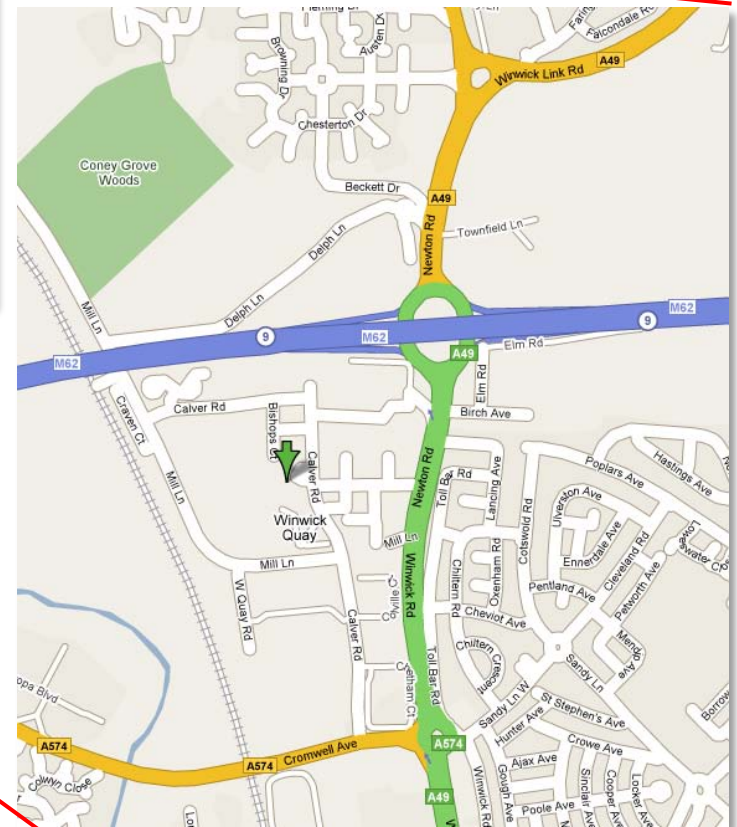 Fleming Dr
Austen Dr
Browning Dr
Falcondale Rd
A49
Winwick Link Rd
Chesterton Dr
Coney Grove
Woods
Beckett Dr
A49
Newton Rd
Townfield Ln
Delph Ln
Delph Ln
Mill Ln
M62
9
M62
9
M62
A49
Elm Rd
Elm Rd
Craven Ct
Calver Rd
Bishops Ct
Birch Ave
Calver Rd
Newton Rd
Toll Bar Rd
Lancing Ave
Poplars Ave
Hastings Ave
Mill Ln
Cotswold Rd
Ulverston Ave
Winwick
Quay
Mill Ln
Ennerdale Ave
Cleveland Rd
Oxenham Rd
Mill Ln
Chiltern Rd
Pentland Ave
Petworth Ave
W Quay Rd
Winwick Rd
Cheviot Ave
Calver Rd
Mendip Ave
Chiltern
Crescent
Sandy Ln
Toll Bar Rd
Sandy Ln W
St Stephen's Ave
Hunter Ave
Crowe Ave
A574
Cromwell Ave
A574
A574
Colwyn Close
Ajax Ave
Winwick Rd
Gough Ave
Sinclair Ave
Cooper Ave
Locker Ave
A49
Poole Ave